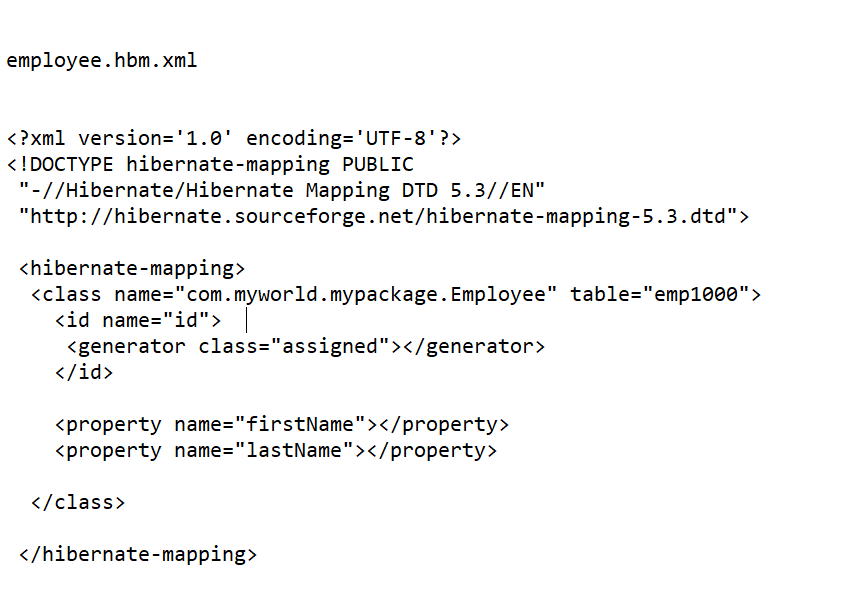 employee.hbm.xml
<?xml version='1.0' encoding='UTF-8'?>
<!DOCTYPE hibernate-mapping PUBLIC
"-//Hibernate/Hibernate Mapping DTD 5.3//EN"
"http://hibernate.sourceforge.net/hibernate-mapping-5.3.dtd">
<hibernate-mapping>
<class name="com.myworld.mypackage.Employee" table="emp1000">
<id name="id">
<generator class="assigned"></generator>
</id>
<property name="firstName"></property>
<property name="lastName"></property>
</class>
</hibernate-mapping>